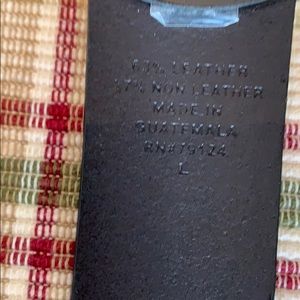 63% LEATHER
37% NON LEATHER
MADE IN
GUATEMALA
RN#79124
L